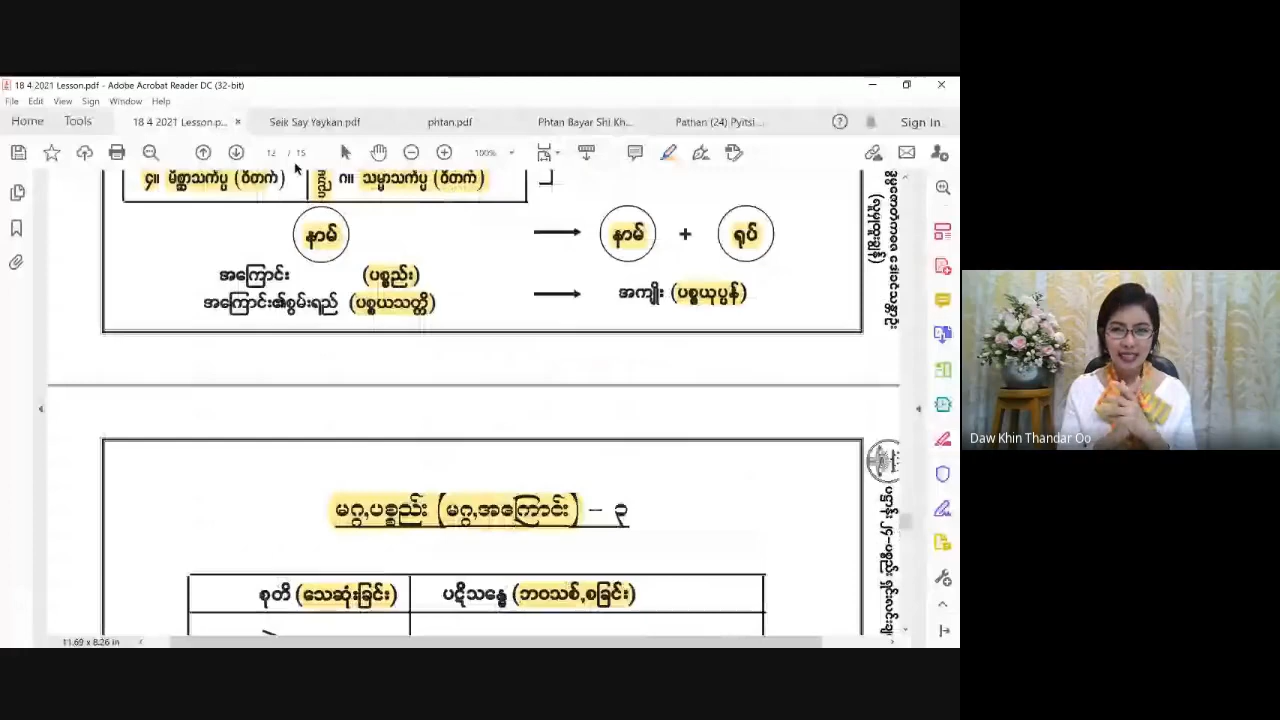 18 4 2021 Lesson.pdf - Adobe Acrobat Reader DC (32-bit)
File Edit View Sign Window Help
Home Tools 18 4 2021 Lesson.p... × Seik Say Yaykan.pdf phtan.pdf Phtan Bayar Shi Kh... Pathan (24) Pyitsi... Sign In
12 / 15 100%
၄။ မိစ္ဆာသင်္ကပ္ပ (ဝိတက်) ဂ။ သမ္မာသင်္ကပ္ပ (ဝိတက်)
နာမ် → နာမ် + ရုပ်
အကြောင်း (ပစ္စည်း)
အကြောင်း၏စွမ်းရည် (ပစ္စယသတ္တိ) → အကျိုး (ပစ္စယုပ္ပန်)
မဂ္ဂ,ပစ္စည်း (မဂ္ဂ,အကြောင်း) – ၃
စုတိ (သေဆုံးခြင်း) ပဋိသန္ဓေ (ဘဝသစ်,စခြင်း)
11.69 x 8.26 in
Daw Khin Thandar Oo